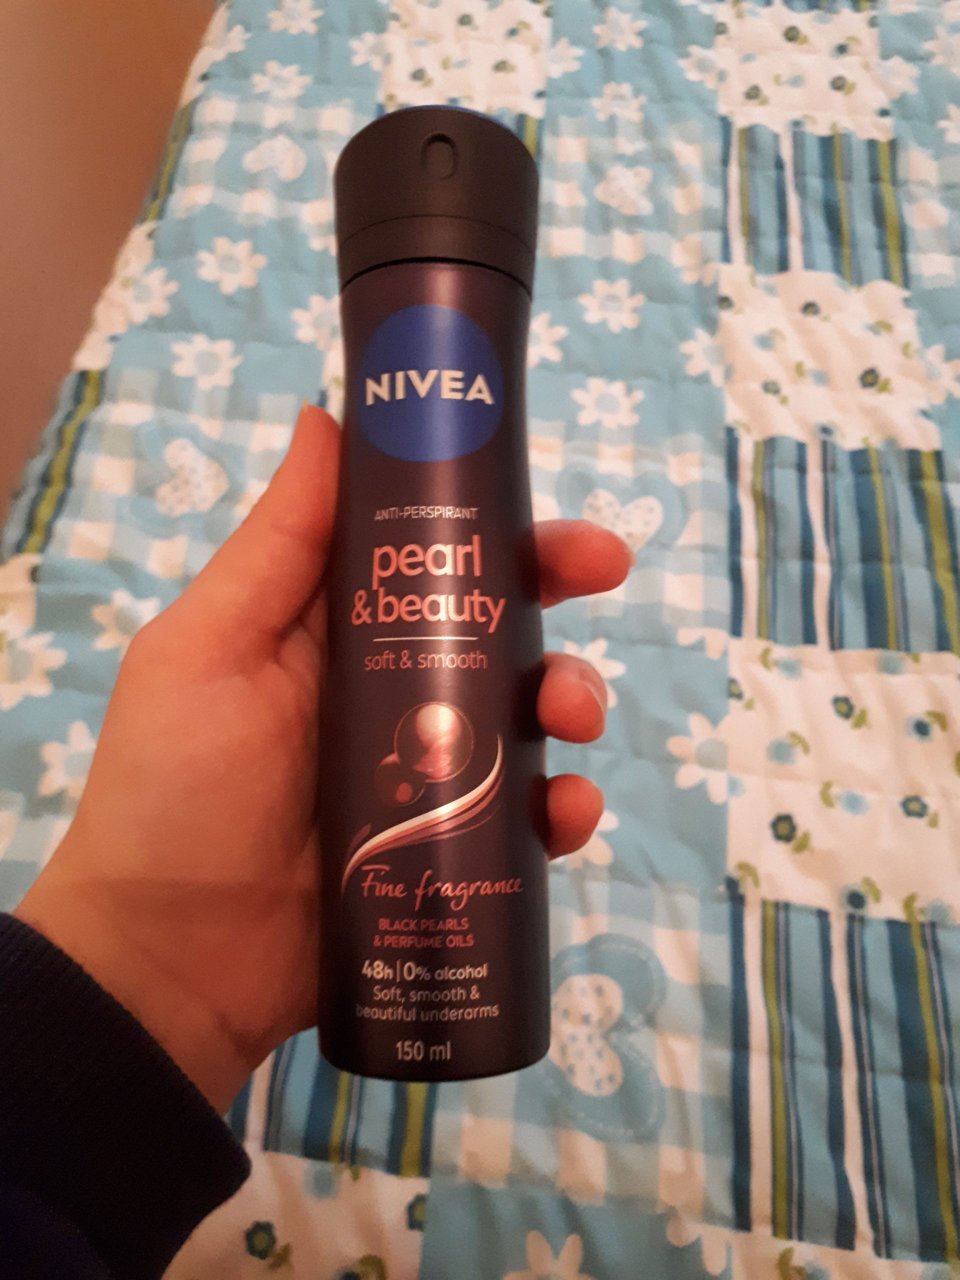 NIVEA
ANTI-PERSPIRANT
pearl
& beauty
soft & smooth
Fine fragrance
BLACK PEARLS
& PERFUME OILS
48h | 0% alcohol
Soft, smooth &
beautiful underarms
150 ml